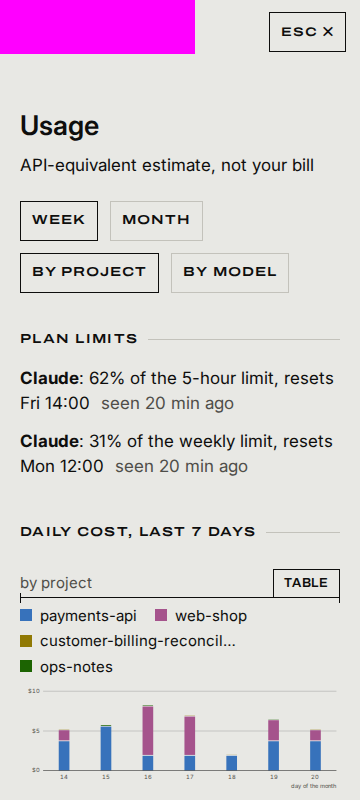 ESC ✕
Usage
API-equivalent estimate, not your bill
WEEK MONTH
BY PROJECT BY MODEL
PLAN LIMITS
Claude: 62% of the 5-hour limit, resets
Fri 14:00 seen 20 min ago
Claude: 31% of the weekly limit, resets
Mon 12:00 seen 20 min ago
DAILY COST, LAST 7 DAYS
by project TABLE
payments-api web-shop
customer-billing-reconcil...
ops-notes
$10
$5
$0
14 15 16 17 18 19 20
day of the month